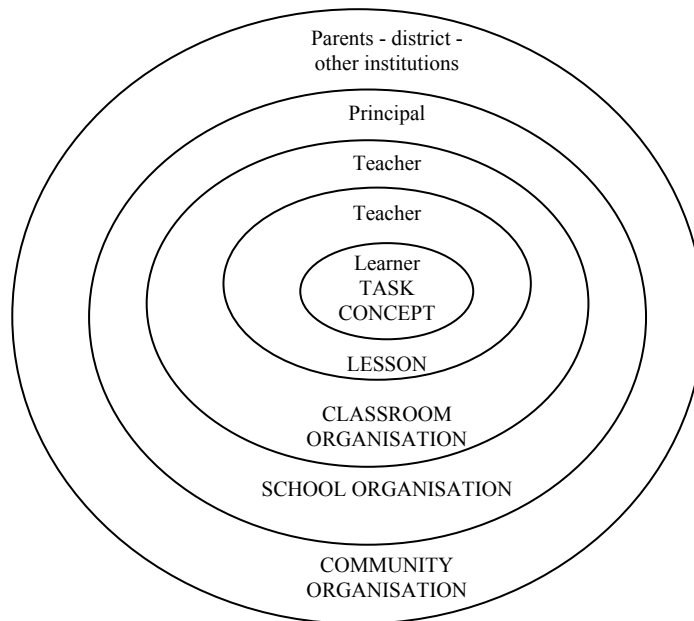 Parents - district -
other institutions
Principal
Teacher
Teacher
Learner
TASK
CONCEPT
LESSON
CLASSROOM
ORGANISATION
SCHOOL ORGANISATION
COMMUNITY
ORGANISATION